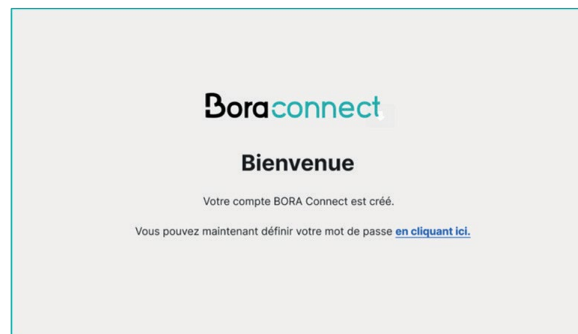 Boraconnect
Bienvenue
Votre compte BORA Connect est créé.
Vous pouvez maintenant définir votre mot de passe en cliquant ici.